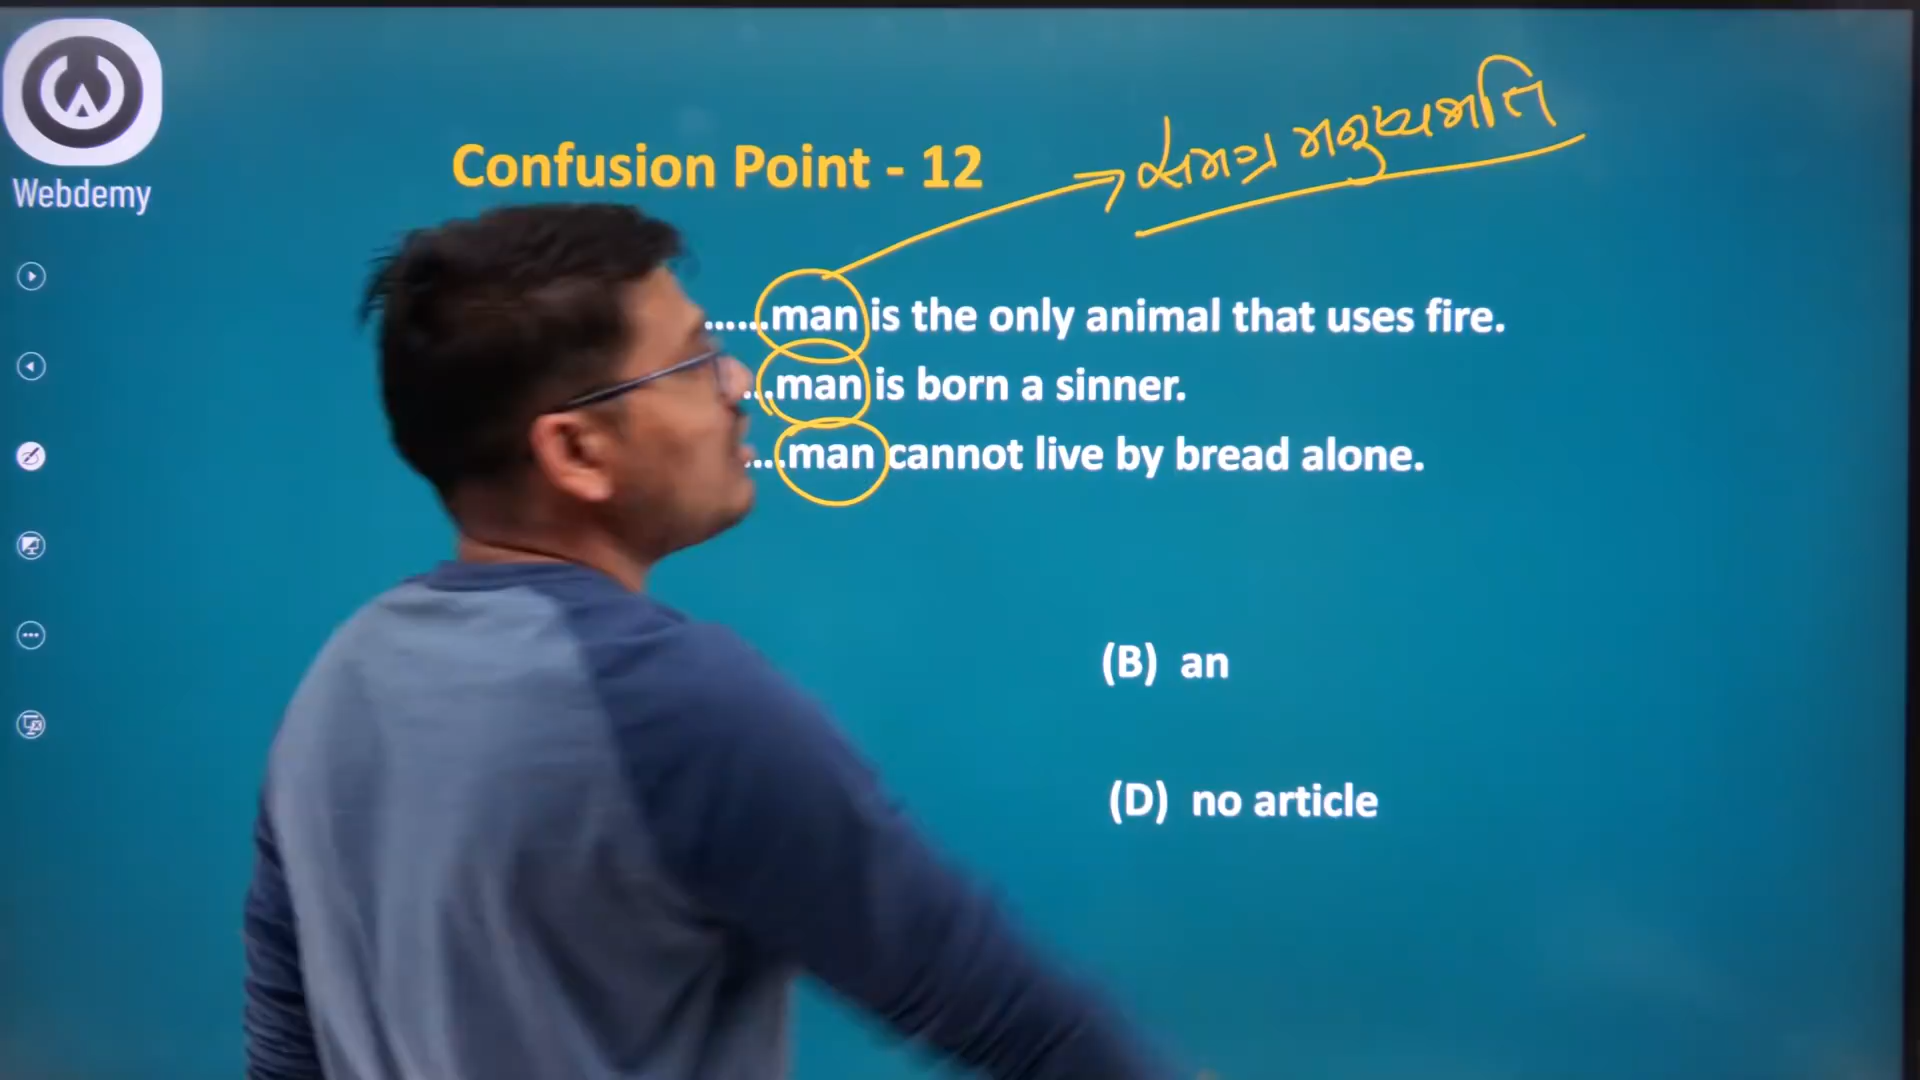 Webdemy
Confusion Point - 12
સમગ્ર મનુષ્યજાતિ
......man is the only animal that uses fire.
...man is born a sinner.
....man cannot live by bread alone.
(B) an
(D) no article